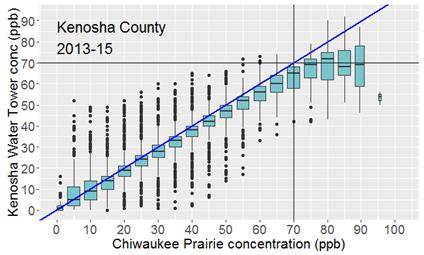 Kenosha County
2013-15
Kenosha Water Tower conc (ppb)
90
80
70
60
50
40
30
20
10
0
0 10 20 30 40 50 60 70 80 90 100
Chiwaukee Prairie concentration (ppb)